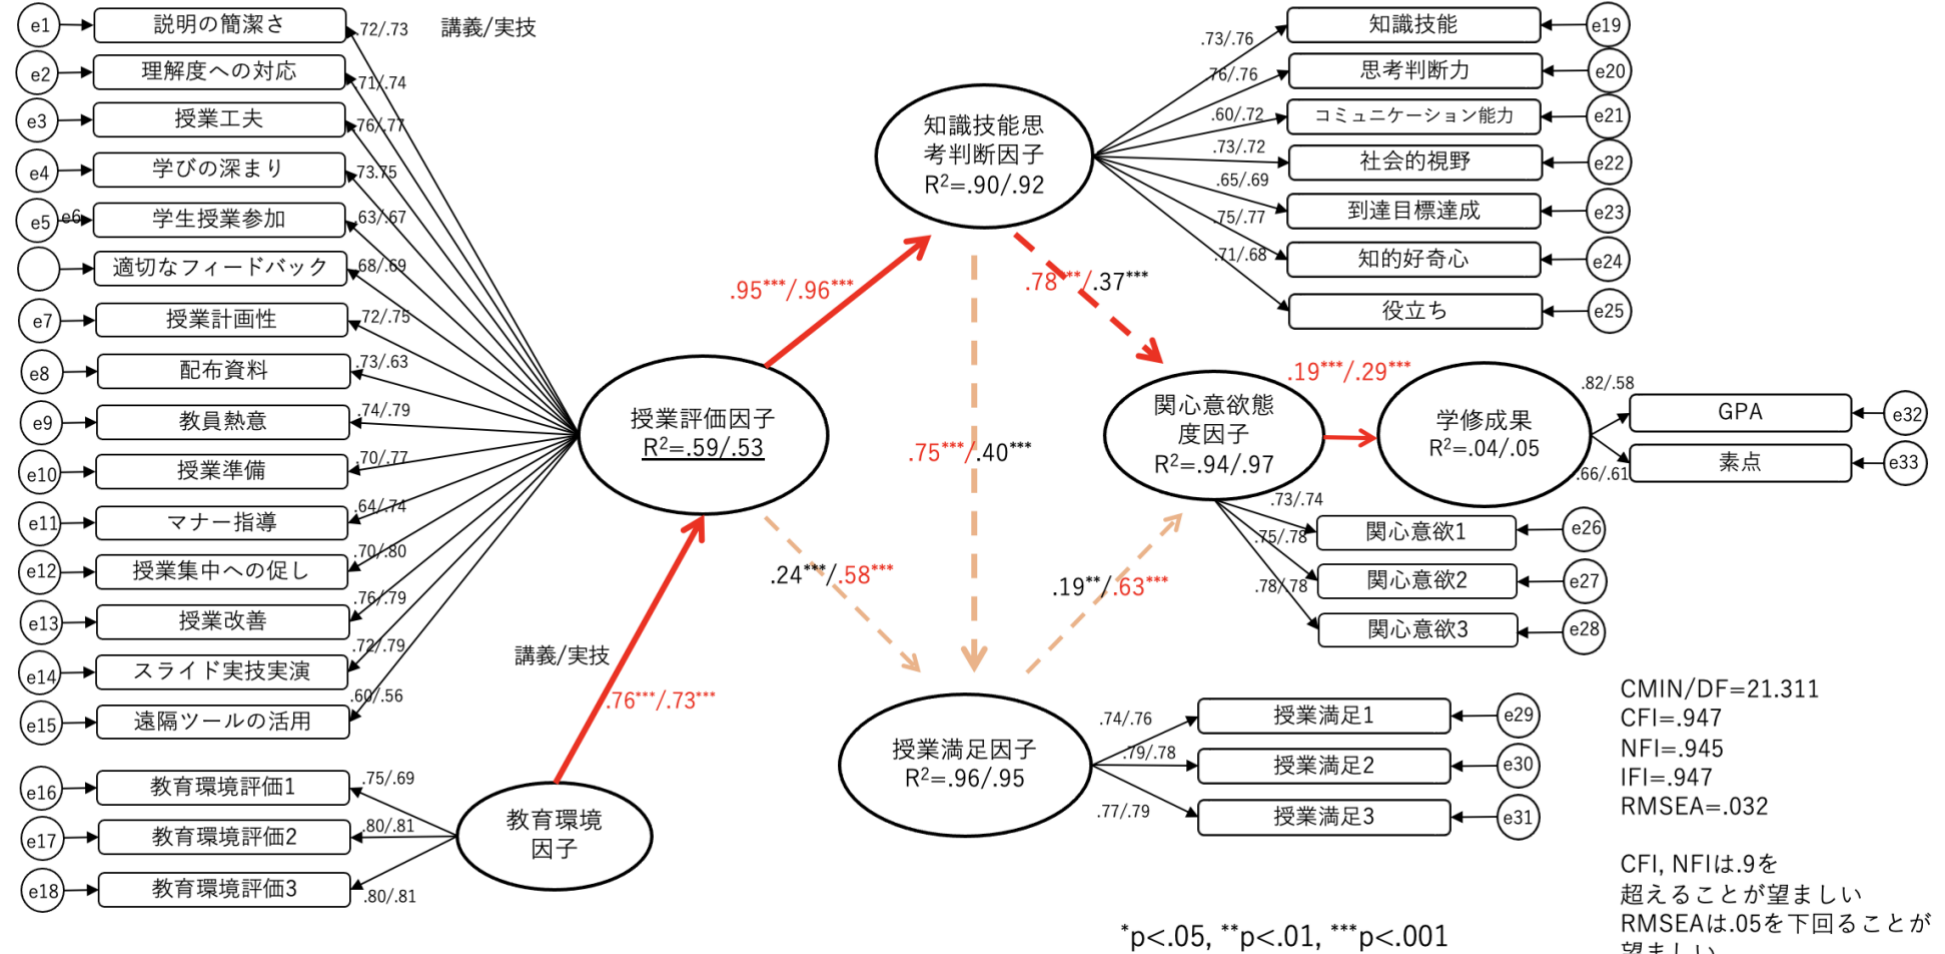 講義/実技
e1 説明の簡潔さ .72/.73
e2 理解度への対応 .71/.74
e3 授業工夫 .76/.77
e4 学びの深まり .73.75
e5 e6 学生授業参加 .63/.67
適切なフィードバック .68/.69
e7 授業計画性 .72/.75
e8 配布資料 .73/.63
e9 教員熱意 .74/.79
e10 授業準備 .70/.77
e11 マナー指導 .64/.74
e12 授業集中への促し .70/.80
e13 授業改善 .76/.79
e14 スライド実技実演 .72/.79
e15 遠隔ツールの活用 .60/.56
e16 教育環境評価1 .75/.69
e17 教育環境評価2 .80/.81
e18 教育環境評価3 .80/.81
教育環境
因子
講義/実技
.76***/.73***
授業評価因子
R²=.59/.53
.95***/.96***
.24***/.58***
知識技能思
考判断因子
R²=.90/.92
.73/.76 知識技能 e19
.76/.76 思考判断力 e20
.60/.72 コミュニケーション能力 e21
.73/.72 社会的視野 e22
.65/.69 到達目標達成 e23
.75/.77 知的好奇心 e24
.71/.68 役立ち e25
.78***/.37***
.75***/.40***
.19**/.63***
関心意欲態
度因子
R²=.94/.97
.73/.74 関心意欲1 e26
.75/.78 関心意欲2 e27
.78/.78 関心意欲3 e28
.19***/.29***
学修成果
R²=.04/.05
.82/.58 GPA e32
.66/.61 素点 e33
授業満足因子
R²=.96/.95
.74/.76 授業満足1 e29
.79/.78 授業満足2 e30
.77/.79 授業満足3 e31
CMIN/DF=21.311
CFI=.947
NFI=.945
IFI=.947
RMSEA=.032
CFI, NFIは.9を
超えることが望ましい
RMSEAは.05を下回ることが
望ましい
*p<.05, **p<.01, ***p<.001